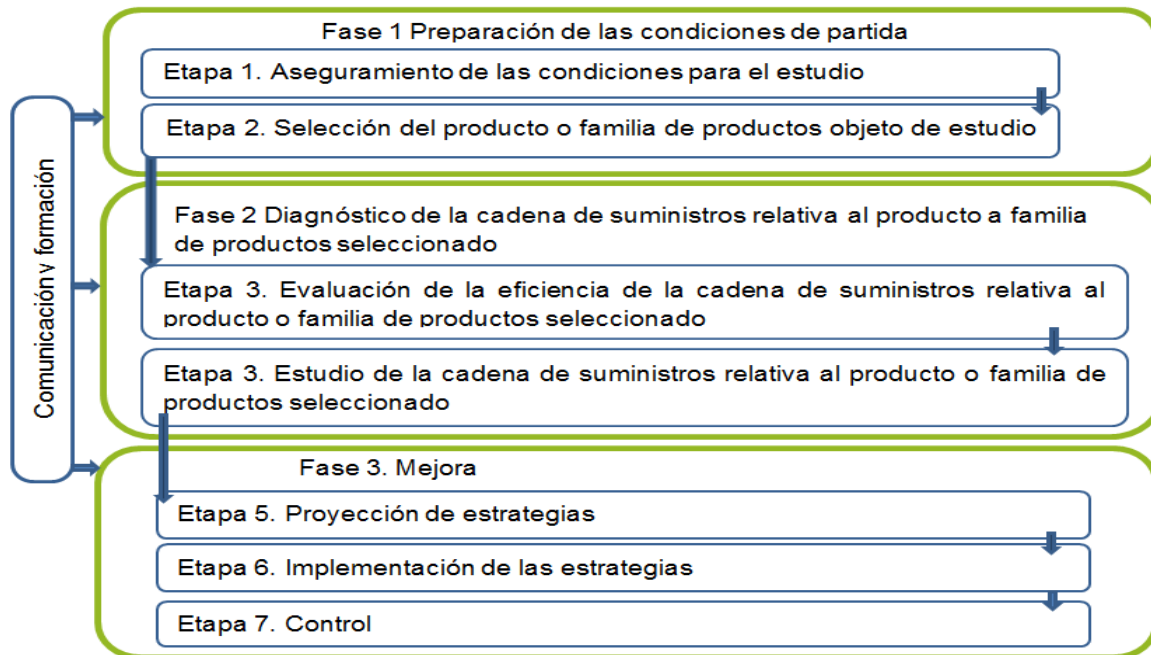 Comunicación y formación
Fase 1 Preparación de las condiciones de partida
Etapa 1. Aseguramiento de las condiciones para el estudio
Etapa 2. Selección del producto o familia de productos objeto de estudio
Fase 2 Diagnóstico de la cadena de suministros relativa al producto a familia
de productos seleccionado
Etapa 3. Evaluación de la eficiencia de la cadena de suministros relativa al
producto o familia de productos seleccionado
Etapa 3. Estudio de la cadena de suministros relativa al producto o familia de
productos seleccionado
Fase 3. Mejora
Etapa 5. Proyección de estrategias
Etapa 6. Implementación de las estrategias
Etapa 7. Control